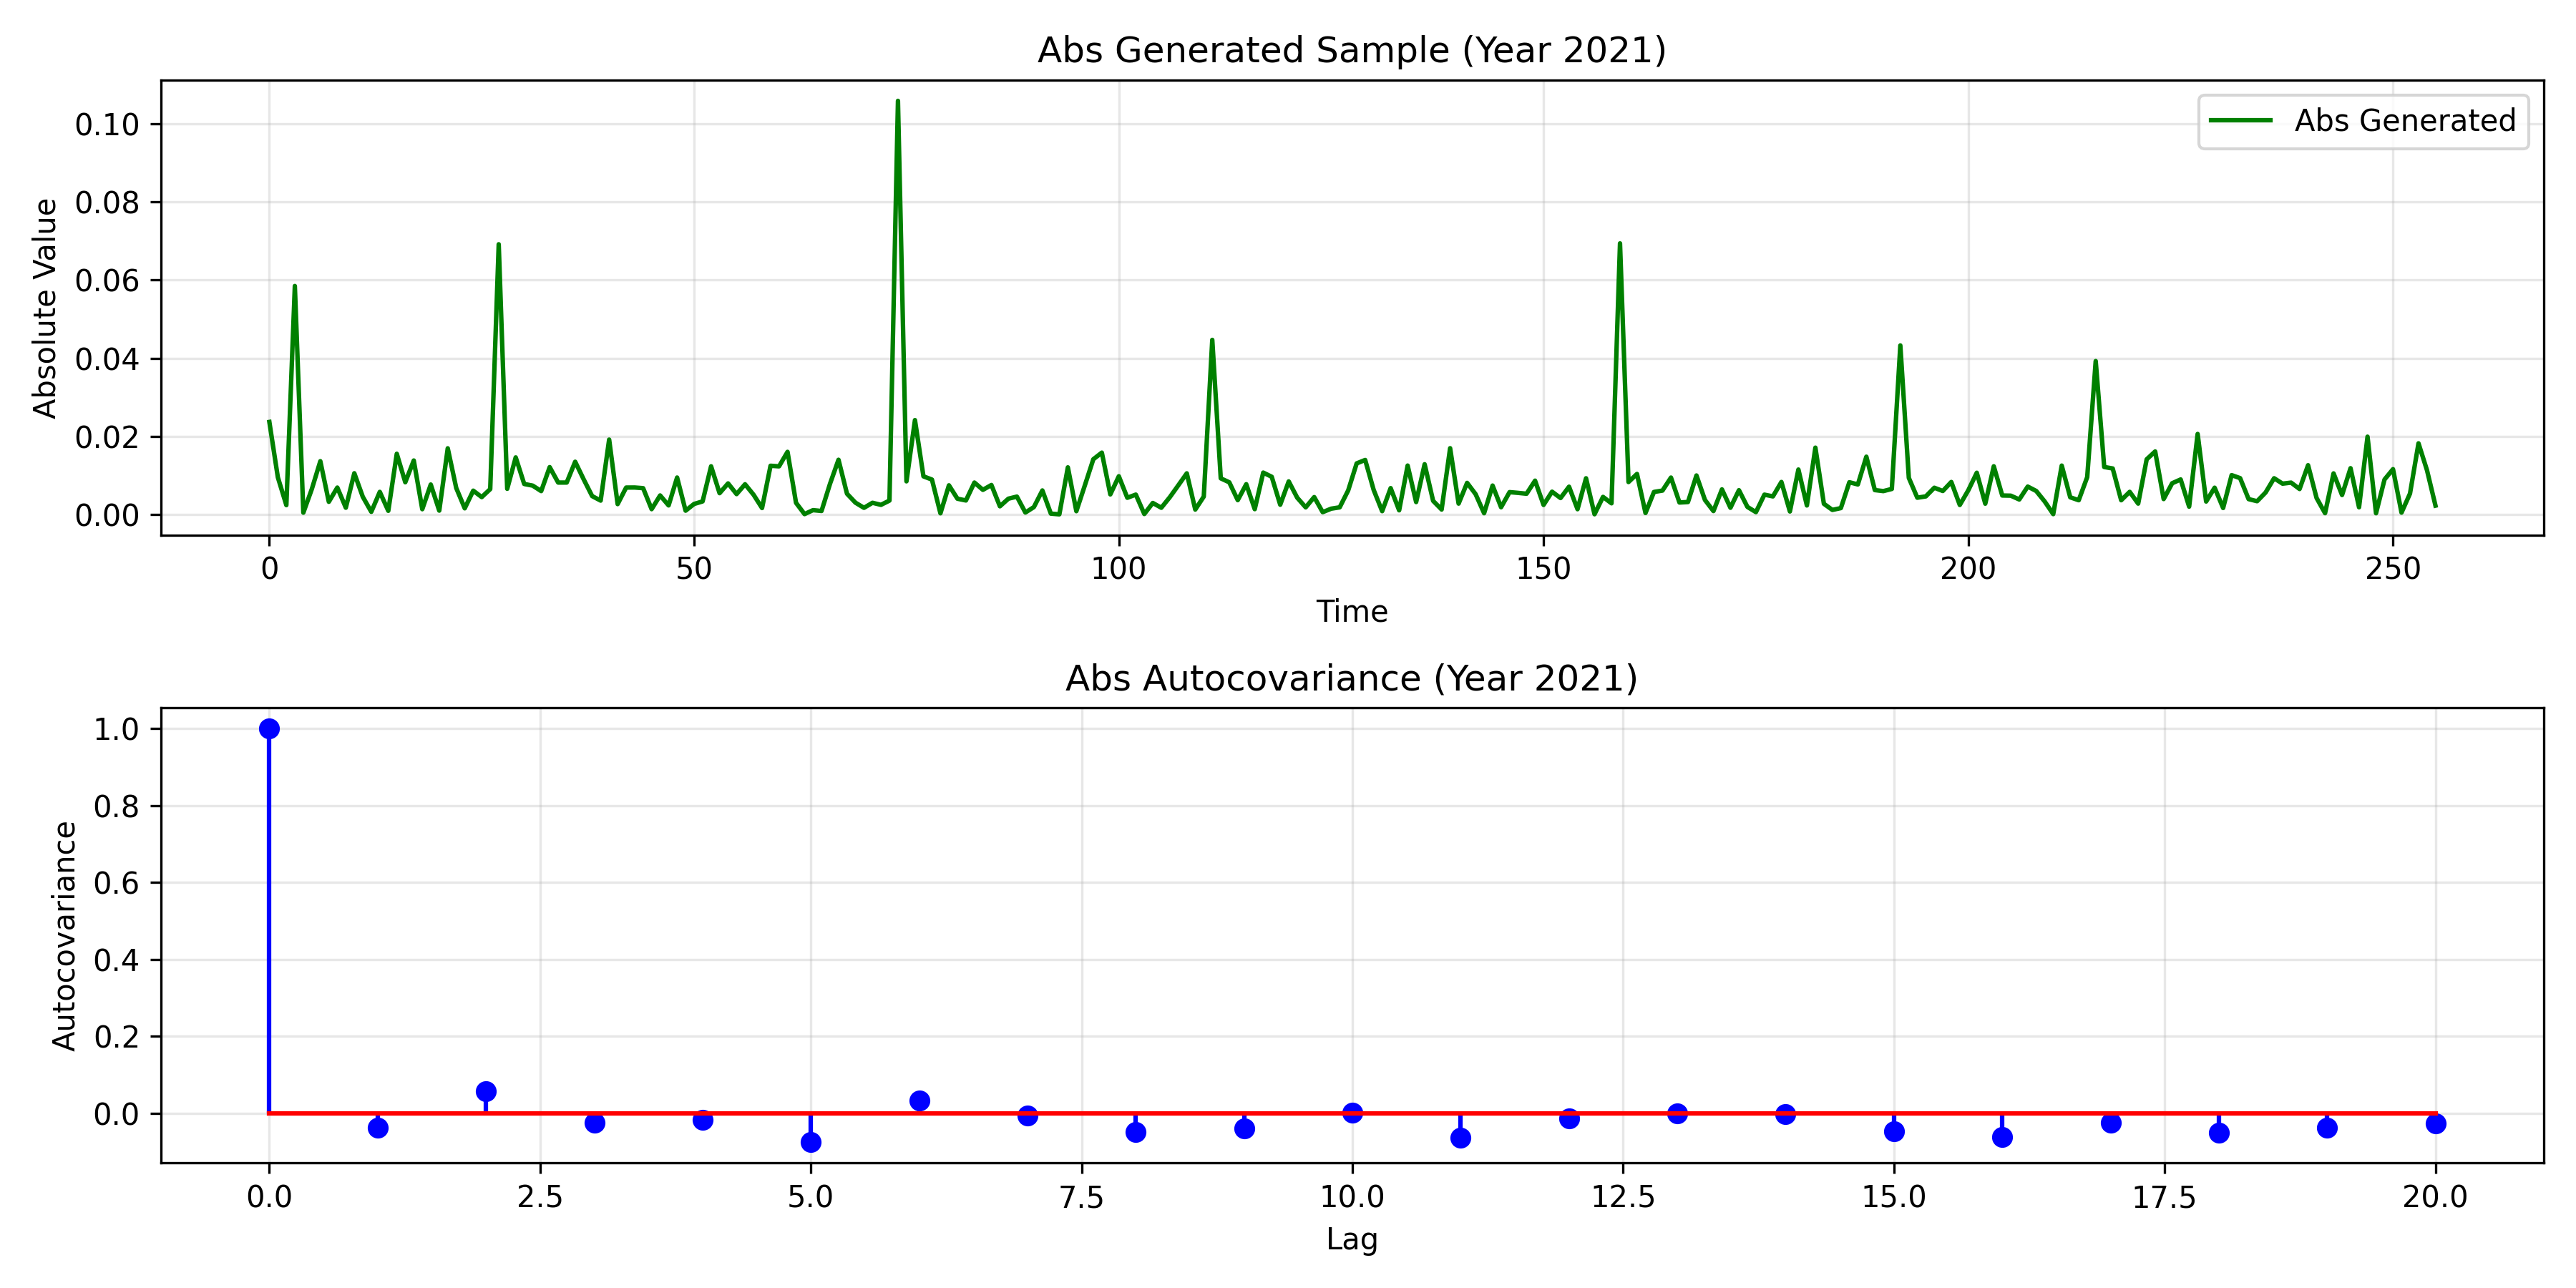 Abs Generated Sample (Year 2021)
Abs Generated
Absolute Value
0.10
0.08
0.06
0.04
0.02
0.00
0 50 100 150 200 250
Time
Abs Autocovariance (Year 2021)
Autocovariance
1.0
0.8
0.6
0.4
0.2
0.0
0.0 2.5 5.0 7.5 10.0 12.5 15.0 17.5 20.0
Lag